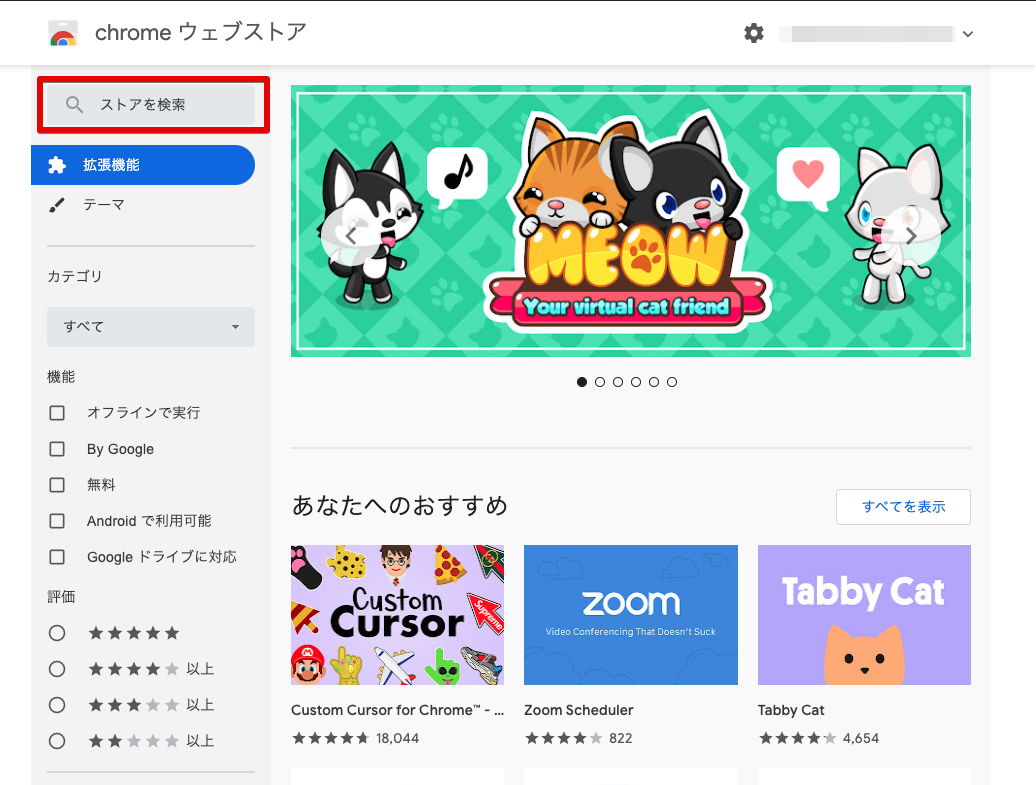 chrome ウェブストア
ストアを検索
拡張機能
テーマ
カテゴリ
すべて
機能
オフラインで実行
By Google
無料
Android で利用可能
Google ドライブに対応
評価
以上
以上
以上
MEOW
Your virtual cat friend
あなたへのおすすめ
すべてを表示
Custom
Cursor
Supreme
Custom Cursor for Chrome™ - ...
18,044
zoom
Video Conferencing That Doesn't Suck
Zoom Scheduler
822
Tabby Cat
Tabby Cat
4,654